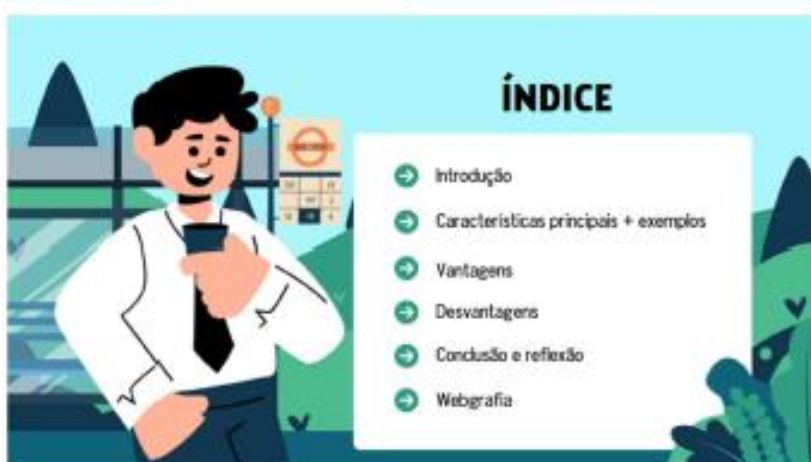 ÍNDICE
Introdução
Características principais + exemplos
Vantagens
Desvantagens
Conclusão e reflexão
Webgrafia